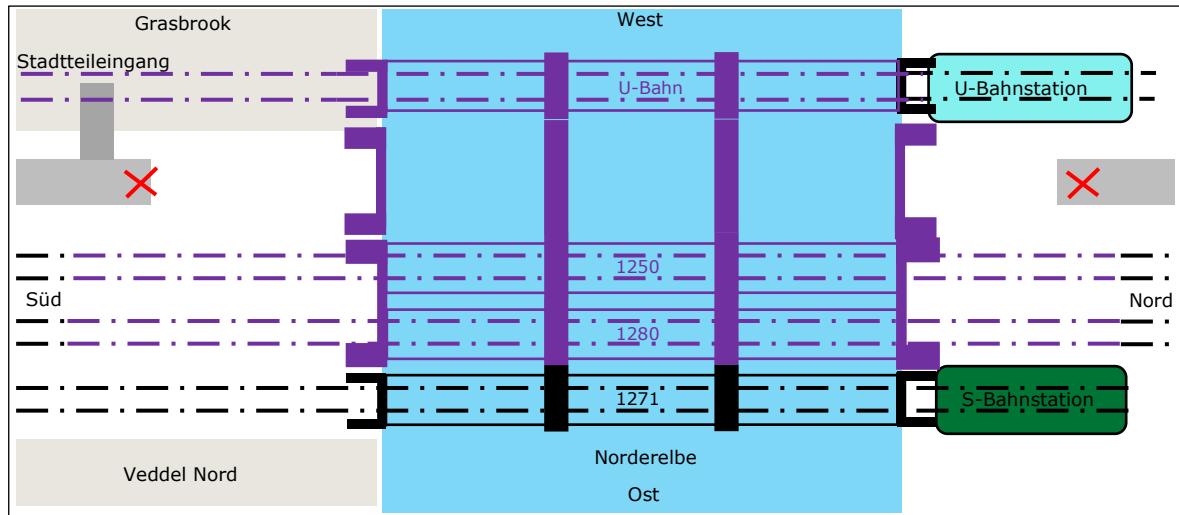 Grasbrook
West
Stadtteileingang
U-Bahn
U-Bahnstation
1250
Süd
Nord
1280
1271
S-Bahnstation
Norderelbe
Veddel Nord
Ost